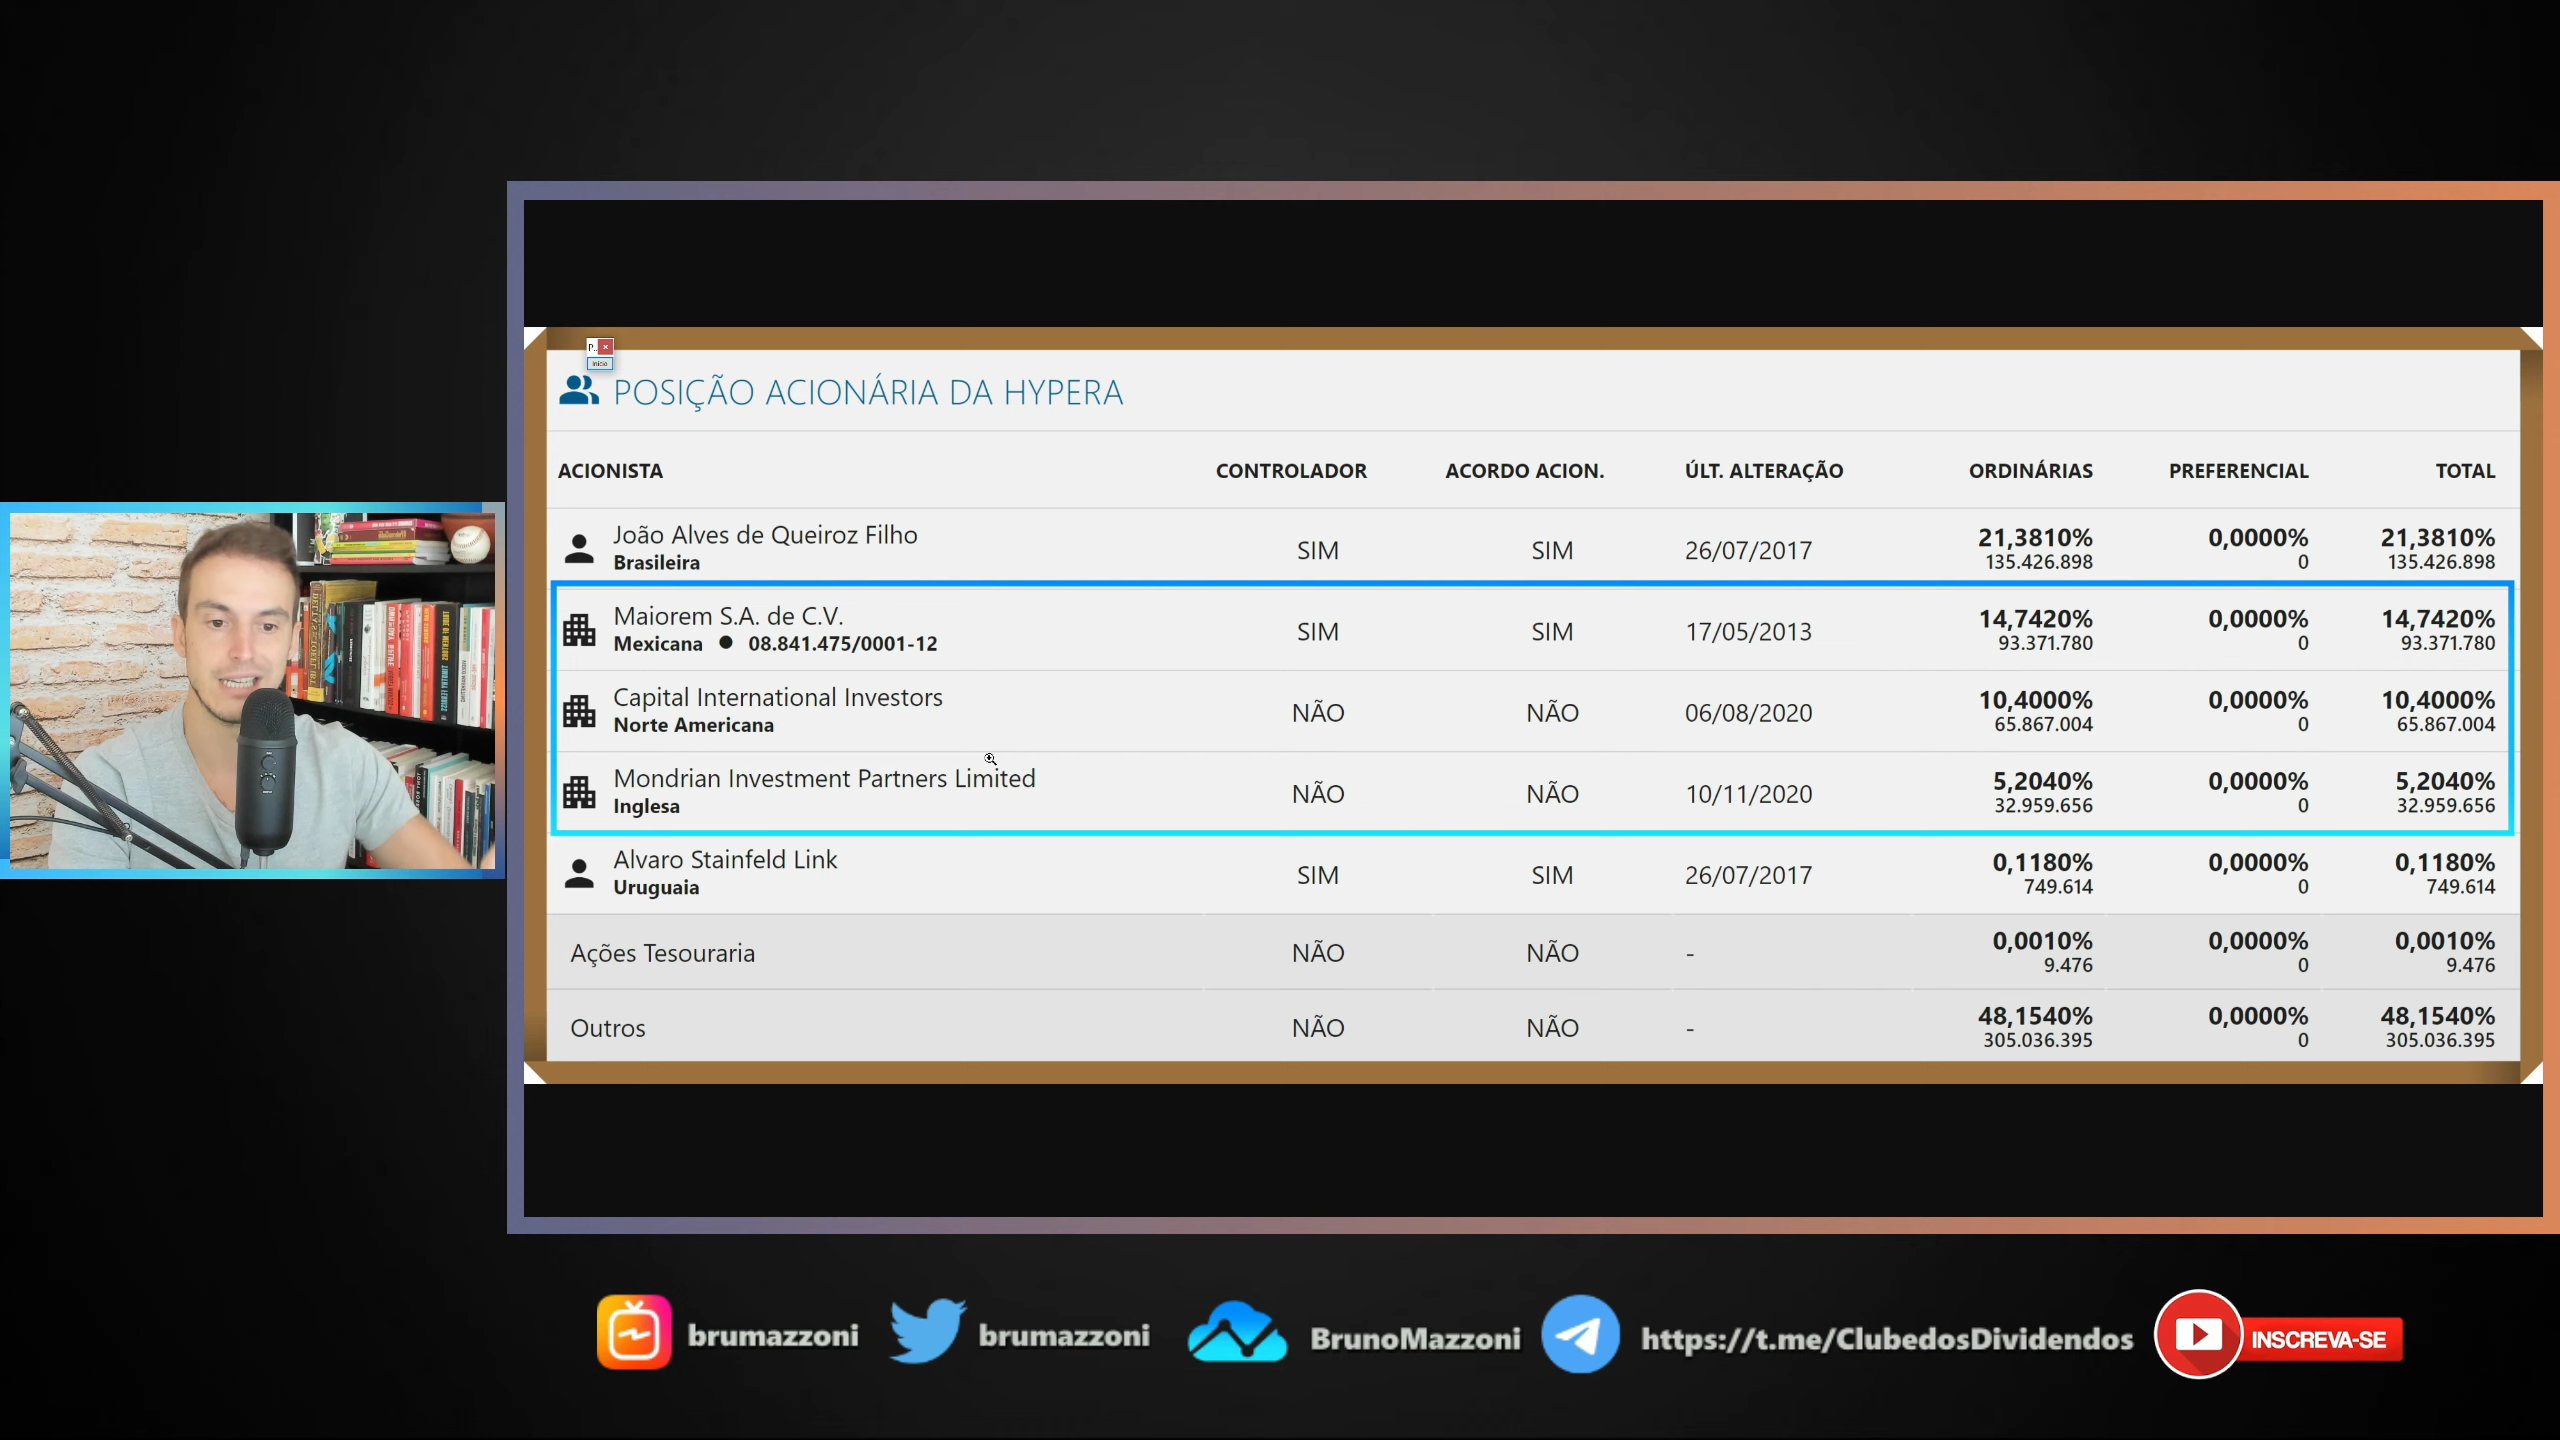 P..
Início
POSIÇÃO ACIONÁRIA DA HYPERA
ACIONISTA CONTROLADOR ACORDO ACION. ÚLT. ALTERAÇÃO ORDINÁRIAS PREFERENCIAL TOTAL
João Alves de Queiroz Filho SIM SIM 26/07/2017 21,3810% 0,0000% 21,3810%
Brasileira 135.426.898 0 135.426.898
Maiorem S.A. de C.V. SIM SIM 17/05/2013 14,7420% 0,0000% 14,7420%
Mexicana ● 08.841.475/0001-12 93.371.780 0 93.371.780
Capital International Investors NÃO NÃO 06/08/2020 10,4000% 0,0000% 10,4000%
Norte Americana 65.867.004 0 65.867.004
Mondrian Investment Partners Limited NÃO NÃO 10/11/2020 5,2040% 0,0000% 5,2040%
Inglesa 32.959.656 0 32.959.656
Alvaro Stainfeld Link SIM SIM 26/07/2017 0,1180% 0,0000% 0,1180%
Uruguaia 749.614 0 749.614
Ações Tesouraria NÃO NÃO - 0,0010% 0,0000% 0,0010%
9.476 0 9.476
Outros NÃO NÃO - 48,1540% 0,0000% 48,1540%
305.036.395 0 305.036.395
brumazzoni brumazzoni BrunoMazzoni https://t.me/ClubedosDividendos INSCREVA-SE